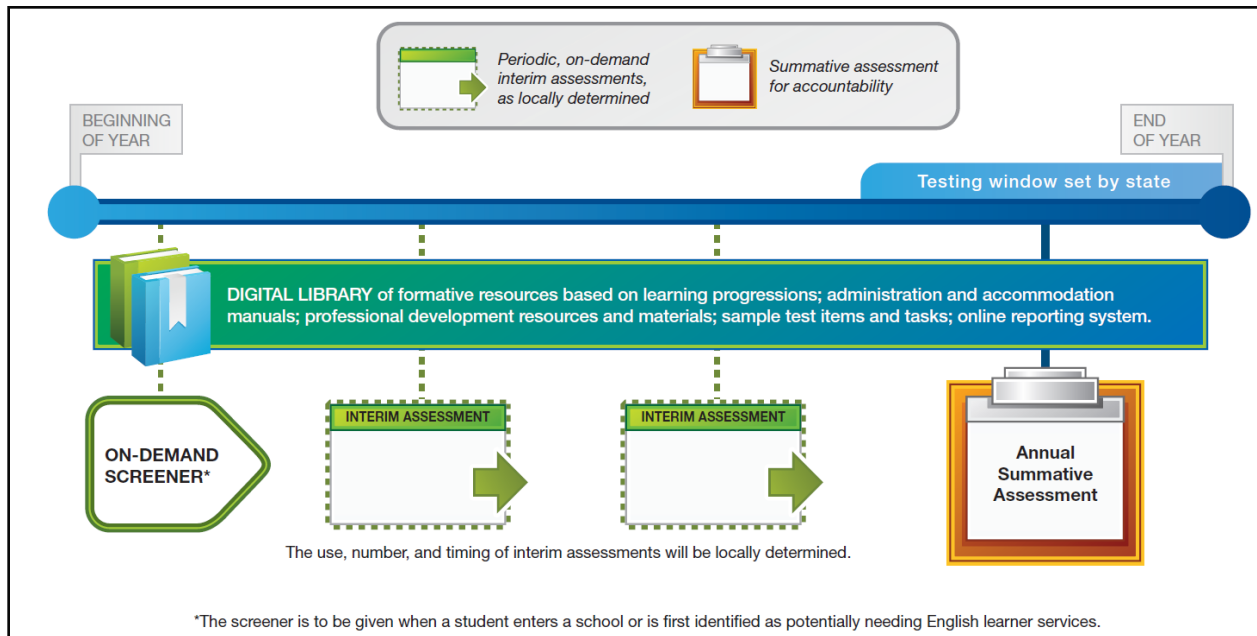 Periodic, on-demand
interim assessments,
as locally determined
Summative assessment
for accountability
BEGINNING
OF YEAR
END
OF YEAR
Testing window set by state
DIGITAL LIBRARY of formative resources based on learning progressions; administration and accommodation
manuals; professional development resources and materials; sample test items and tasks; online reporting system.
ON-DEMAND
SCREENER*
INTERIM ASSESSMENT
INTERIM ASSESSMENT
Annual
Summative
Assessment
The use, number, and timing of interim assessments will be locally determined.
*The screener is to be given when a student enters a school or is first identified as potentially needing English learner services.